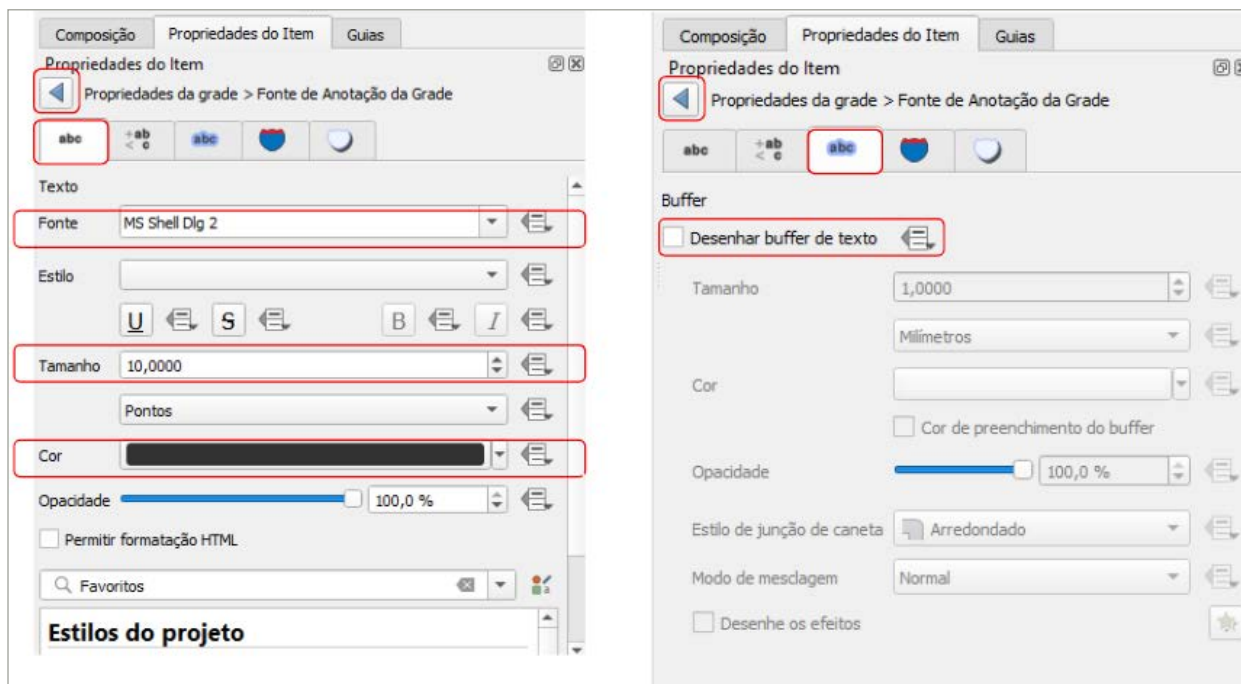 Composição Propriedades do Item Guias
Propriedades do Item
Propriedades da grade > Fonte de Anotação da Grade
abc +ab < c abc
Texto
Fonte MS Shell Dlg 2
Estilo
U S B I
Tamanho 10,0000
Pontos
Cor
Opacidade 100,0 %
Permitir formatação HTML
Favoritos
Estilos do projeto
Composição Propriedades do Item Guias
Propriedades do Item
Propriedades da grade > Fonte de Anotação da Grade
abc +ab < c abc
Buffer
Desenhar buffer de texto
Tamanho 1,0000
Milímetros
Cor
Cor de preenchimento do buffer
Opacidade 100,0 %
Estilo de junção de caneta Arredondado
Modo de mesclagem Normal
Desenhe os efeitos